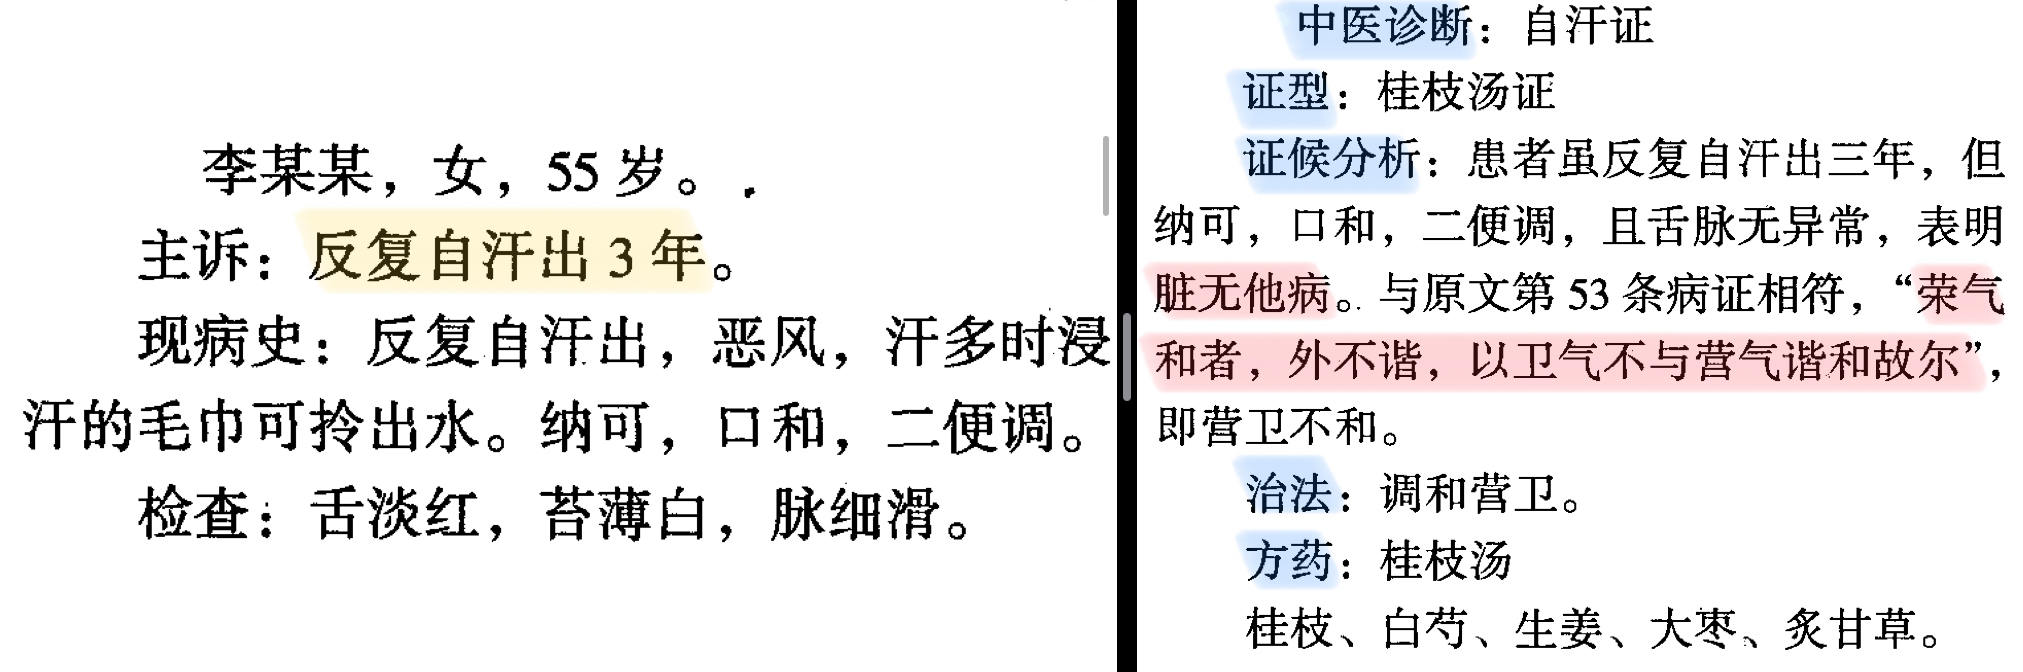 李某某，女，55岁。
主诉：反复自汗出3年。
现病史：反复自汗出，恶风，汗多时浸
汗的毛巾可拎出水。纳可，口和，二便调。
检查：舌淡红，苔薄白，脉细滑。
中医诊断：自汗证
证型：桂枝汤证
证候分析：患者虽反复自汗出三年，但
纳可，口和，二便调，且舌脉无异常，表明
脏无他病。与原文第53条病证相符，“荣气
和者，外不谐，以卫气不与营气谐和故尔”，
即营卫不和。
治法：调和营卫。
方药：桂枝汤
桂枝、白芍、生姜、大枣、炙甘草。